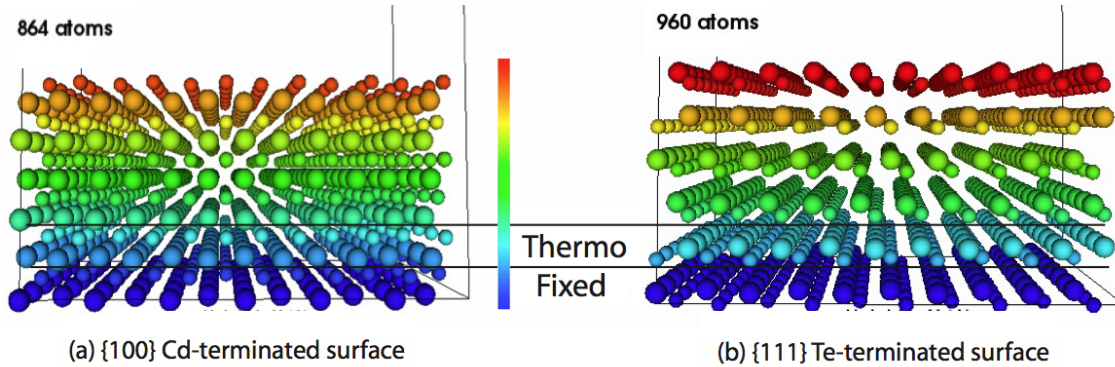 864 atoms
960 atoms
Thermo
Fixed
(a) {100} Cd-terminated surface
(b) {111} Te-terminated surface